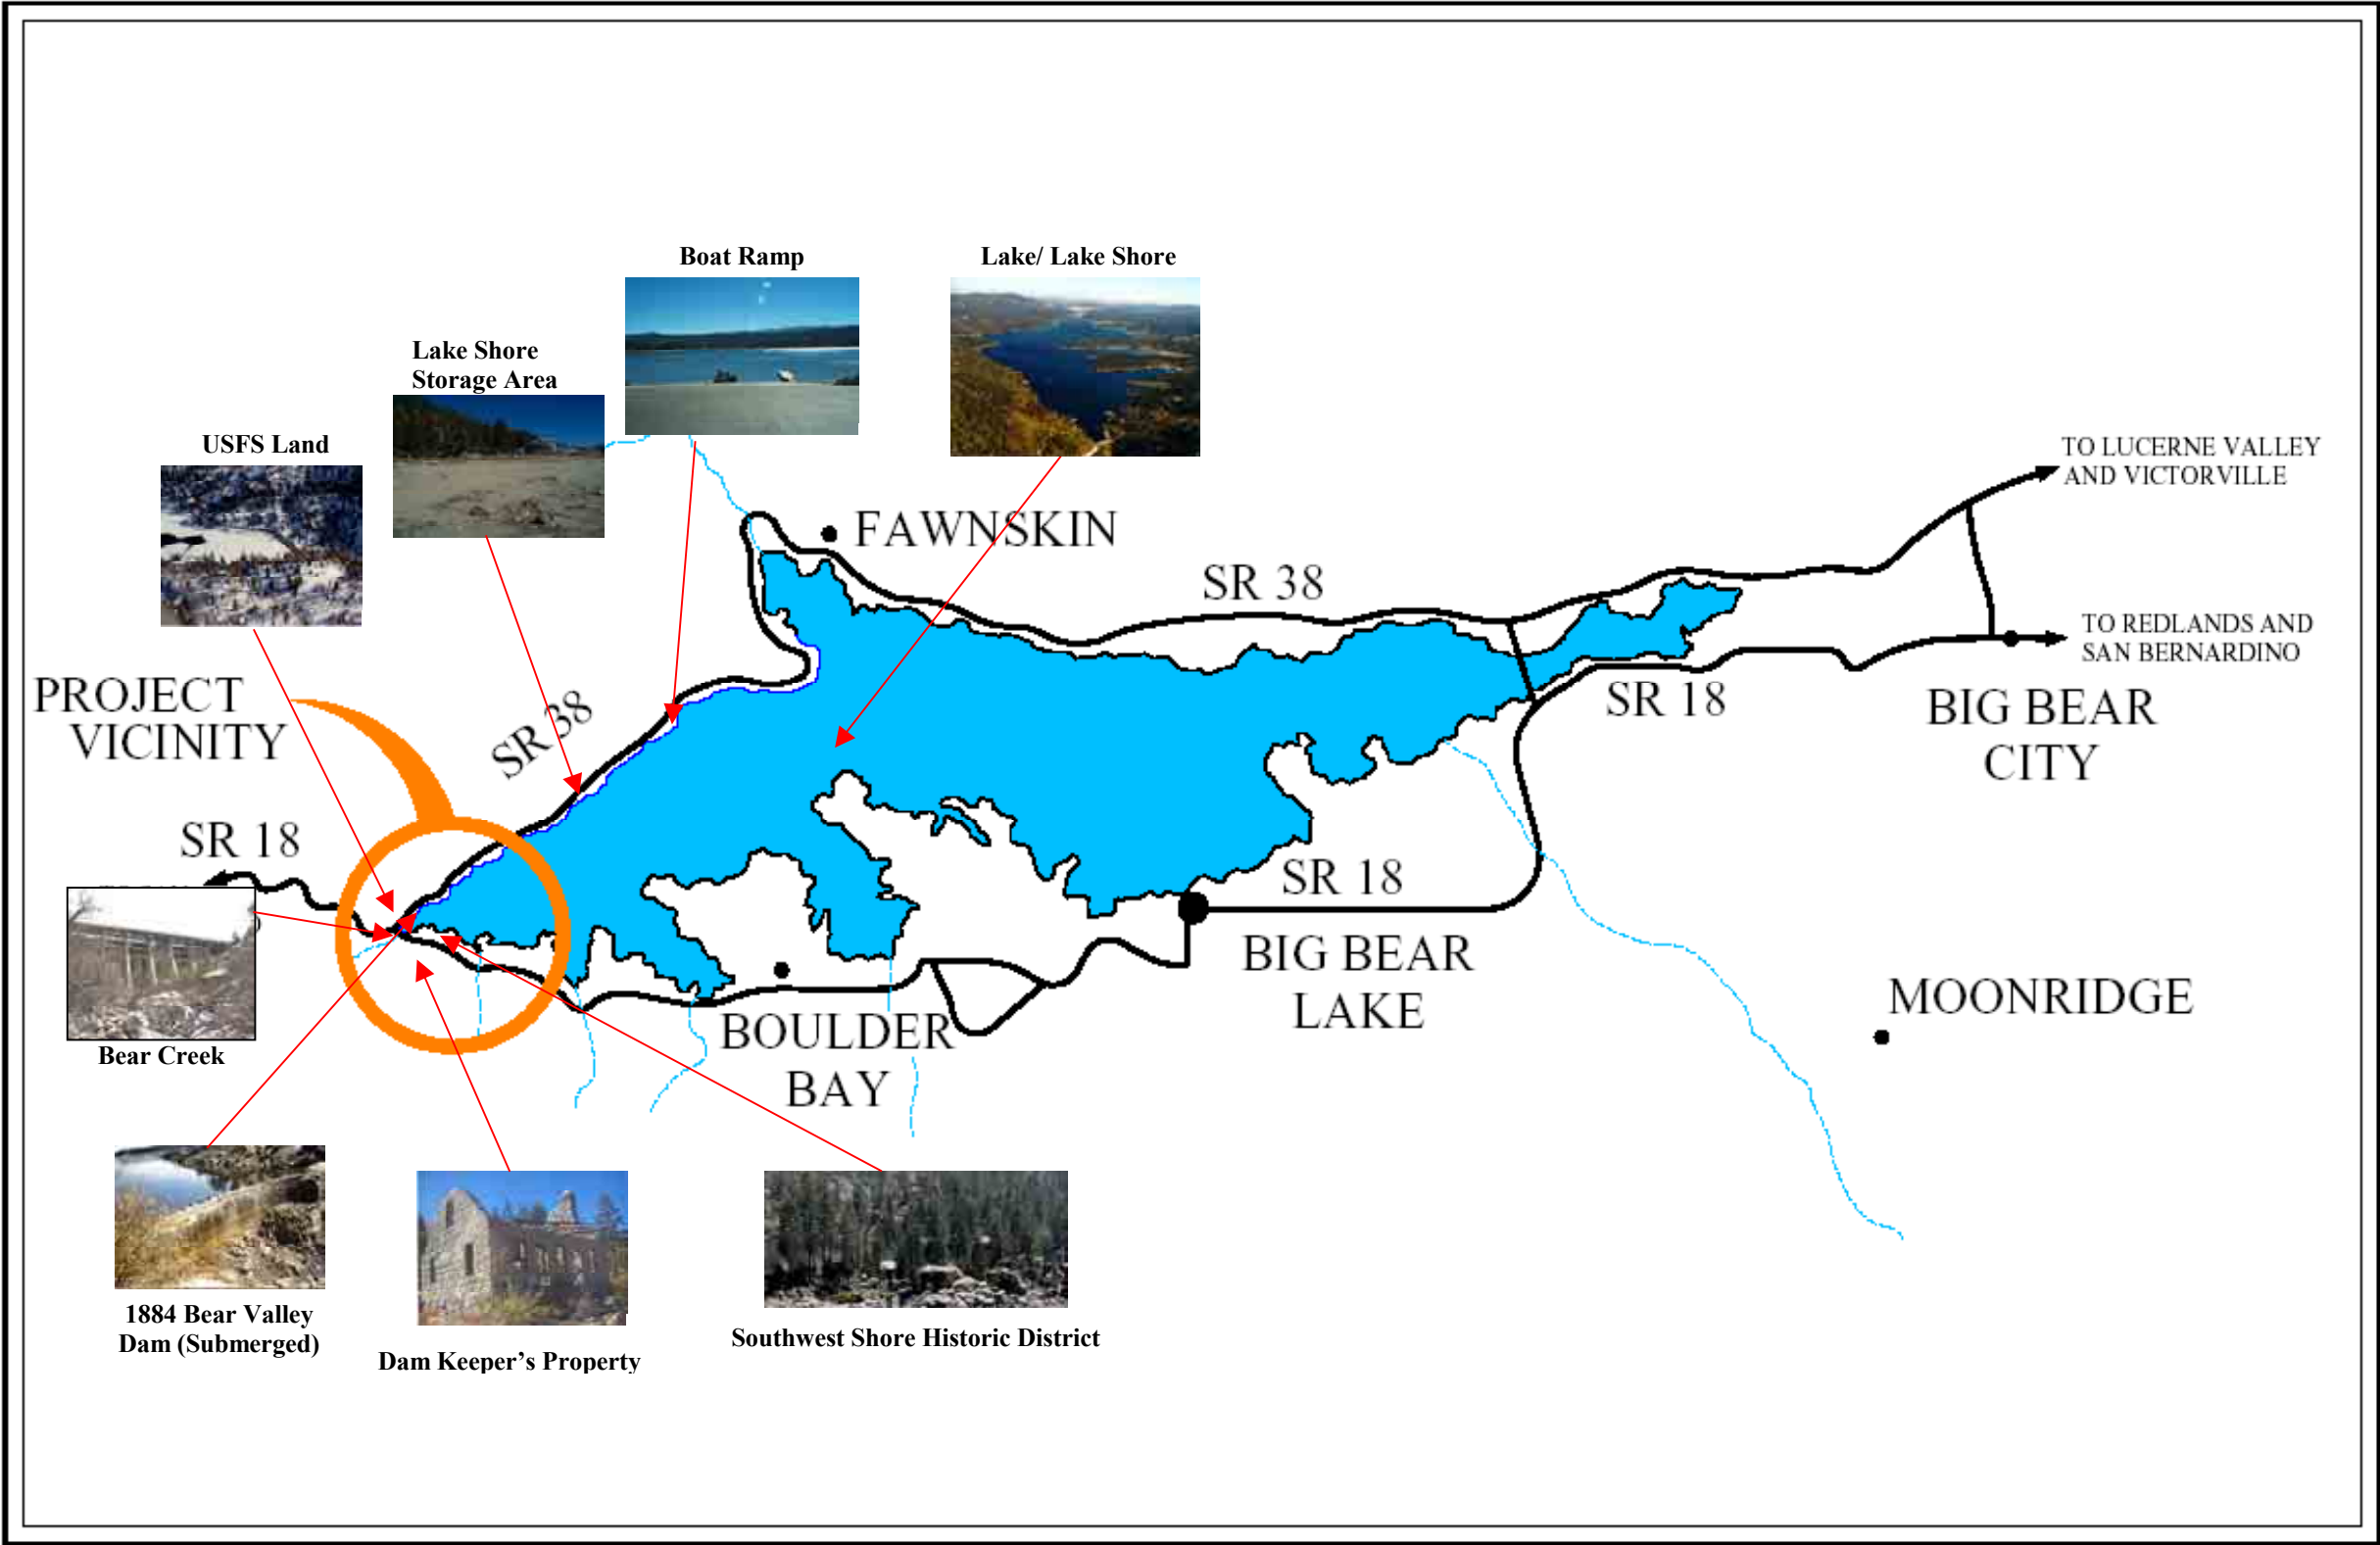 Boat Ramp
Lake/ Lake Shore
Lake Shore
Storage Area
USFS Land
TO LUCERNE VALLEY
AND VICTORVILLE
FAWNSKIN
SR 38
TO REDLANDS AND
SAN BERNARDINO
PROJECT
VICINITY
SR 38
SR 18
BIG BEAR
CITY
SR 18
SR 18
BIG BEAR
LAKE
MOONRIDGE
BOULDER
BAY
Bear Creek
1884 Bear Valley
Dam (Submerged)
Dam Keeper's Property
Southwest Shore Historic District